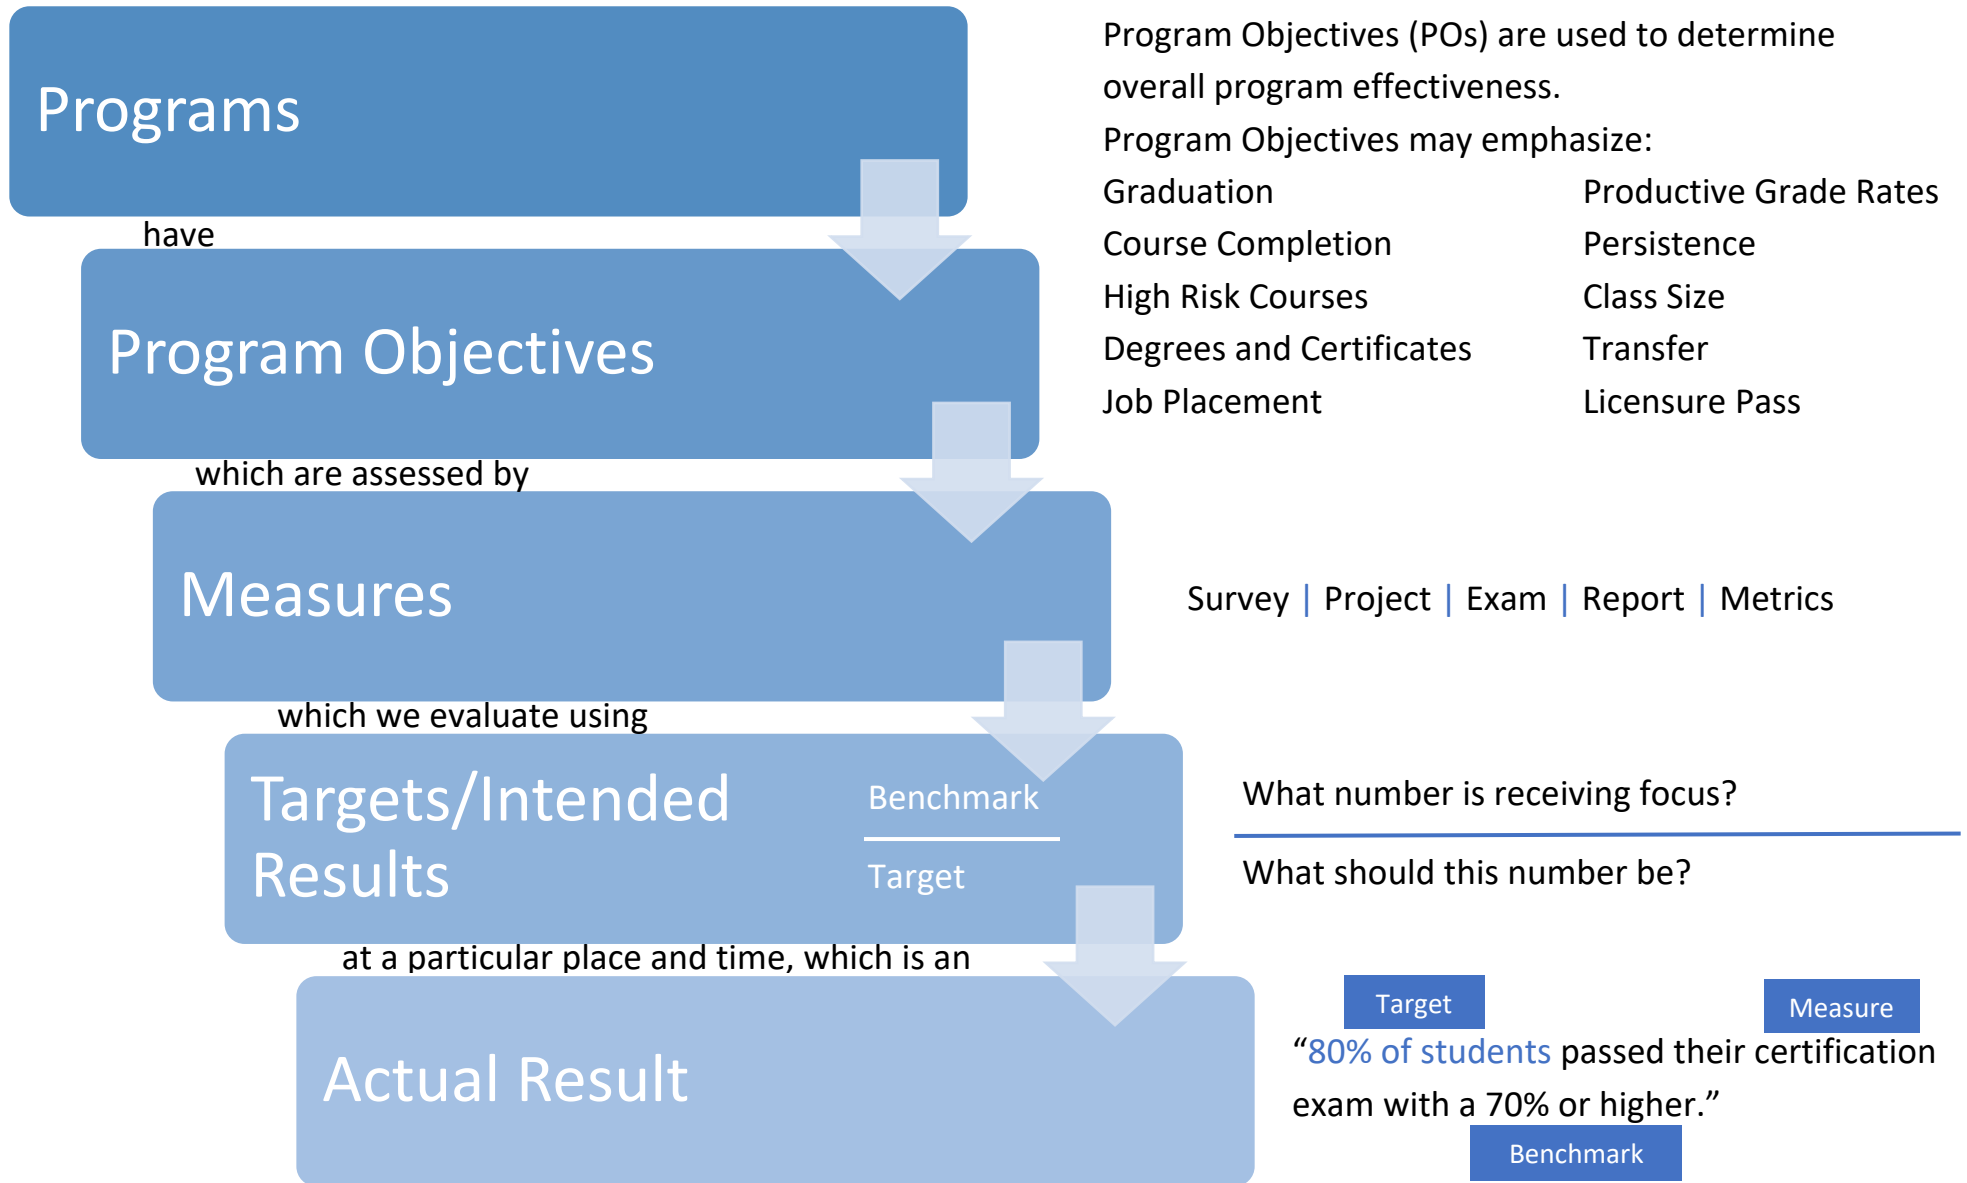 Programs
Program Objectives (POs) are used to determine
overall program effectiveness.
Program Objectives may emphasize:
Graduation Productive Grade Rates
Course Completion Persistence
High Risk Courses Class Size
Degrees and Certificates Transfer
Job Placement Licensure Pass
have
Program Objectives
which are assessed by
Measures
Survey | Project | Exam | Report | Metrics
which we evaluate using
Targets/Intended
Results
Benchmark
Target
What number is receiving focus?
What should this number be?
at a particular place and time, which is an
Actual Result
Target Measure
“80% of students passed their certification
exam with a 70% or higher.”
Benchmark